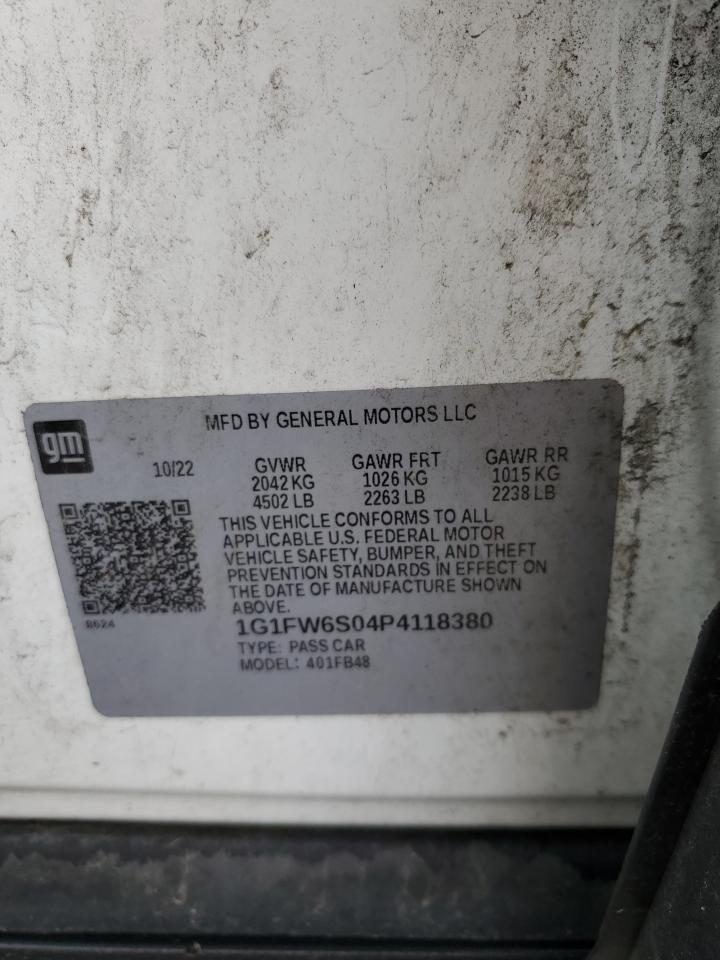 gm
MFD BY GENERAL MOTORS LLC
10/22
GVWR GAWR FRT GAWR RR
2042 KG 1026 KG 1015 KG
4502 LB 2263 LB 2238 LB
THIS VEHICLE CONFORMS TO ALL
APPLICABLE U.S. FEDERAL MOTOR
VEHICLE SAFETY, BUMPER, AND THEFT
PREVENTION STANDARDS IN EFFECT ON
THE DATE OF MANUFACTURE SHOWN
ABOVE.
8624
1G1FW6S04P4118380
TYPE: PASS CAR
MODEL: 401FB48